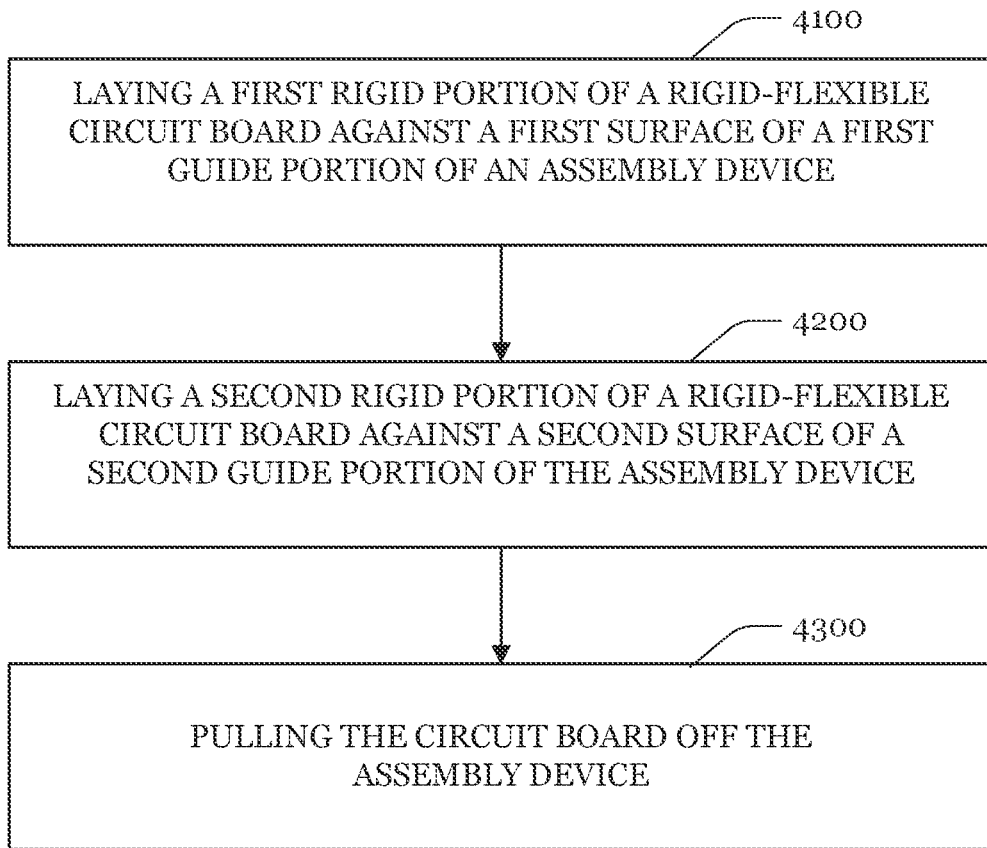 4100
LAYING A FIRST RIGID PORTION OF A RIGID-FLEXIBLE
CIRCUIT BOARD AGAINST A FIRST SURFACE OF A FIRST
GUIDE PORTION OF AN ASSEMBLY DEVICE
4200
LAYING A SECOND RIGID PORTION OF A RIGID-FLEXIBLE
CIRCUIT BOARD AGAINST A SECOND SURFACE OF A
SECOND GUIDE PORTION OF THE ASSEMBLY DEVICE
4300
PULLING THE CIRCUIT BOARD OFF THE
ASSEMBLY DEVICE